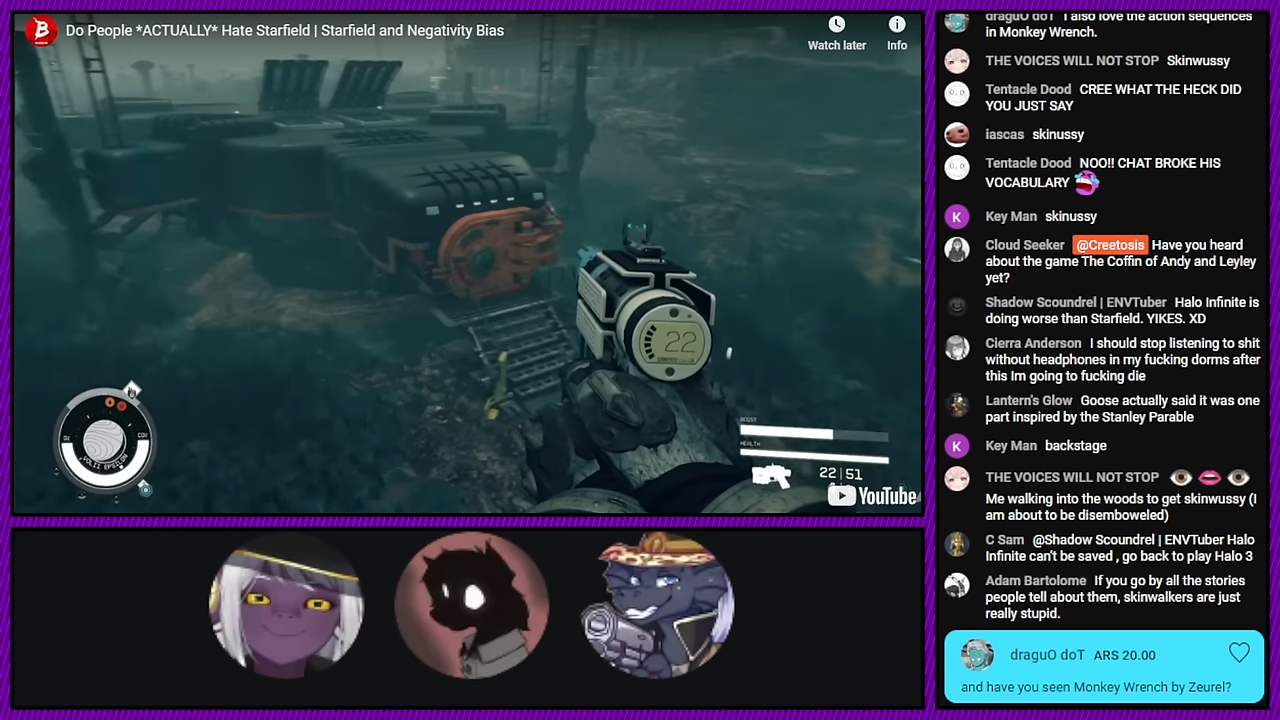 Do People *ACTUALLY* Hate Starfield | Starfield and Negativity Bias
Watch later
Info
22
BOOST
HEALTH
22|51
YouTube
draguO doT I also love the action sequences
in Monkey Wrench.
THE VOICES WILL NOT STOP Skinwussy
Tentacle Dood CREE WHAT THE HECK DID
YOU JUST SAY
iascas skinussy
Tentacle Dood NOO!! CHAT BROKE HIS
VOCABULARY
K
Key Man skinussy
Cloud Seeker @Creetosis Have you heard
about the game The Coffin of Andy and Leyley
yet?
Shadow Scoundrel | ENVTuber Halo Infinite is
doing worse than Starfield. YIKES. XD
Cierra Anderson I should stop listening to shit
without headphones in my fucking dorms after
this Im going to fucking die
Lantern's Glow Goose actually said it was one
part inspired by the Stanley Parable
K
Key Man backstage
THE VOICES WILL NOT STOP
Me walking into the woods to get skinwussy (I
am about to be disemboweled)
C Sam @Shadow Scoundrel | ENVTuber Halo
Infinite can't be saved , go back to play Halo 3
Adam Bartolome If you go by all the stories
people tell about them, skinwalkers are just
really stupid.
draguO doT ARS 20.00
and have you seen Monkey Wrench by Zeurel?